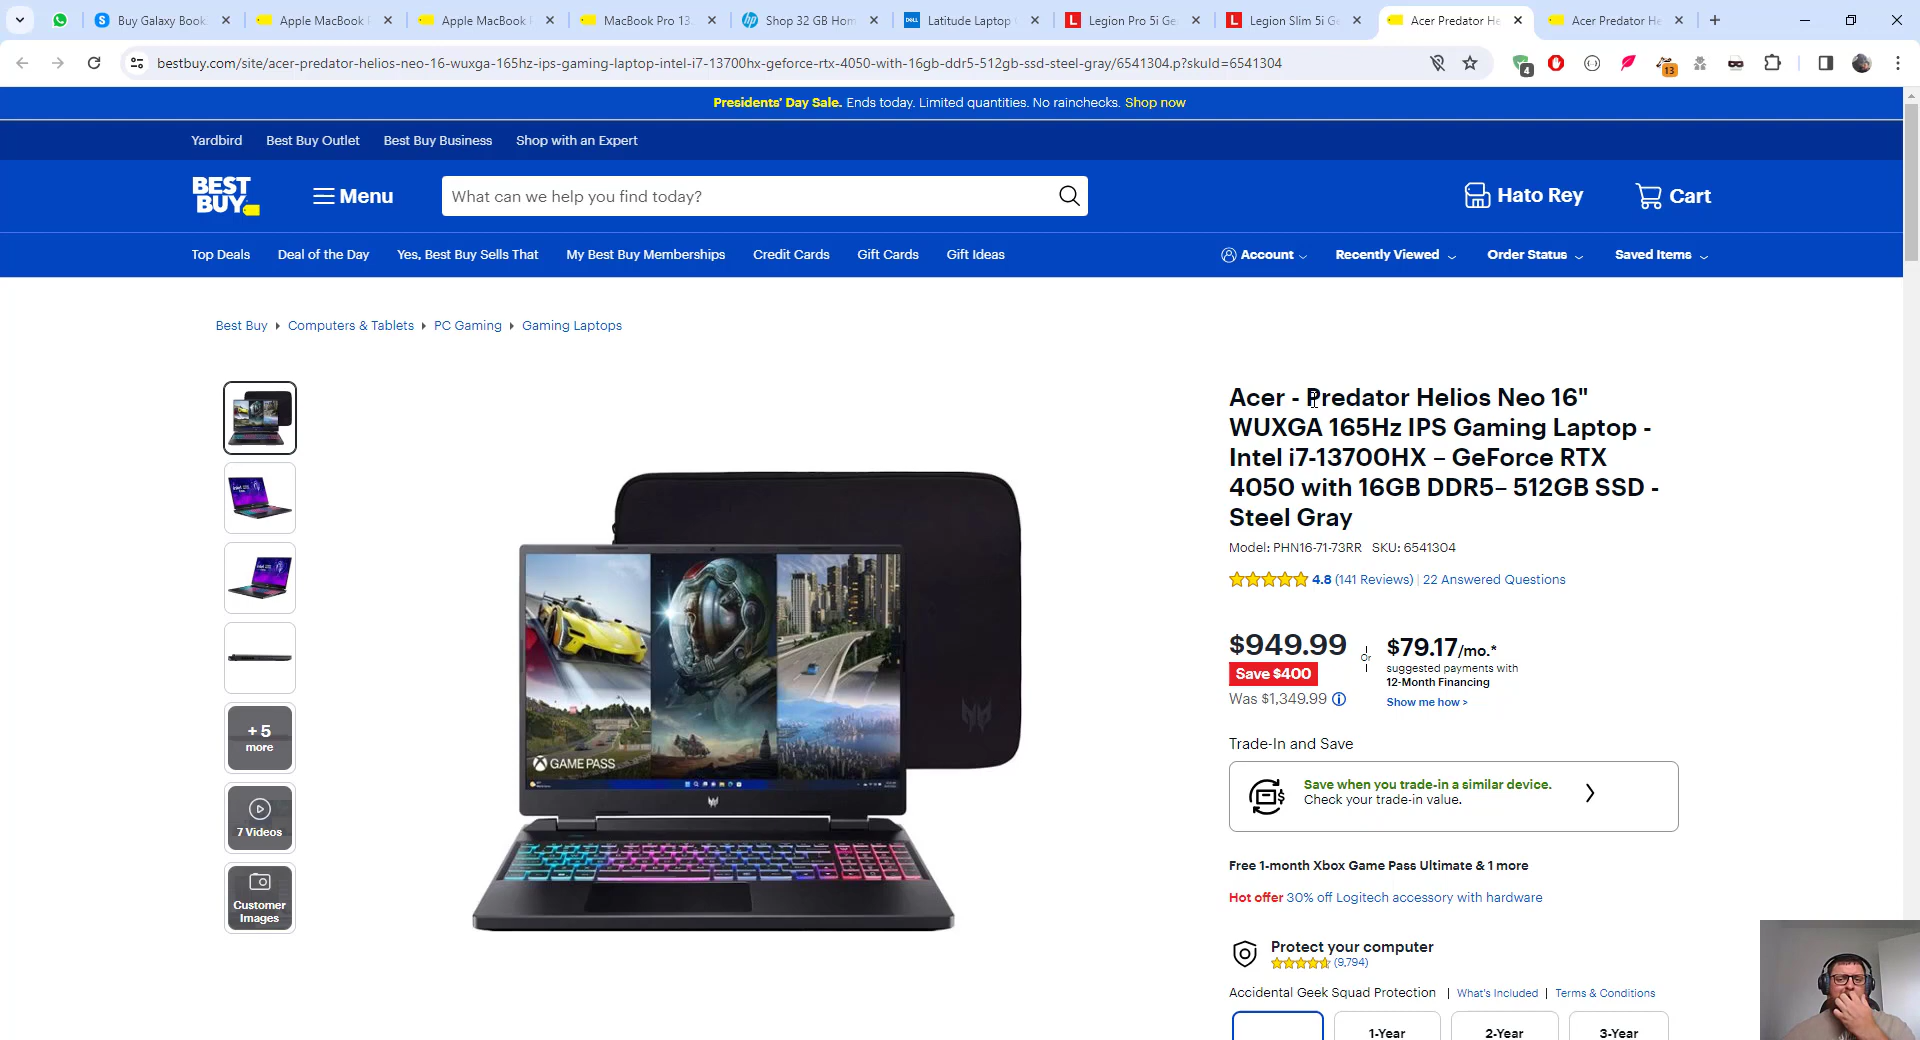 Buy Galaxy Book
Apple MacBook
Apple MacBook
MacBook Pro 13
Shop 32 GB Hom
Latitude Laptop
Legion Pro 5i Ge
Legion Slim 5i G
Acer Predator He
Acer Predator He
bestbuy.com/site/acer-predator-helios-neo-16-wuxga-165hz-ips-gaming-laptop-intel-i7-13700hx-geforce-rtx-4050-with-16gb-ddr5-512gb-ssd-steel-gray/6541304.p?skuId=6541304
4
13
Presidents' Day Sale. Ends today. Limited quantities. No rainchecks. Shop now
Yardbird Best Buy Outlet Best Buy Business Shop with an Expert
BEST BUY
Menu
What can we help you find today?
Hato Rey
Cart
Top Deals Deal of the Day Yes, Best Buy Sells That My Best Buy Memberships Credit Cards Gift Cards Gift Ideas
Account Recently Viewed Order Status Saved Items
Best Buy Computers & Tablets PC Gaming Gaming Laptops
+ 5
more
7 Videos
Customer
Images
GAME PASS
Acer - Predator Helios Neo 16"
WUXGA 165Hz IPS Gaming Laptop -
Intel i7-13700HX – GeForce RTX
4050 with 16GB DDR5– 512GB SSD -
Steel Gray
Model: PHN16-71-73RR SKU: 6541304
4.8 (141 Reviews) | 22 Answered Questions
$949.99
Save $400
Was $1,349.99
Or
$79.17/mo.*
suggested payments with
12-Month Financing
Show me how >
Trade-In and Save
Save when you trade-in a similar device.
Check your trade-in value.
Free 1-month Xbox Game Pass Ultimate & 1 more
Hot offer 30% off Logitech accessory with hardware
Protect your computer
(9,794)
Accidental Geek Squad Protection | What's Included | Terms & Conditions
1-Year
2-Year
3-Year